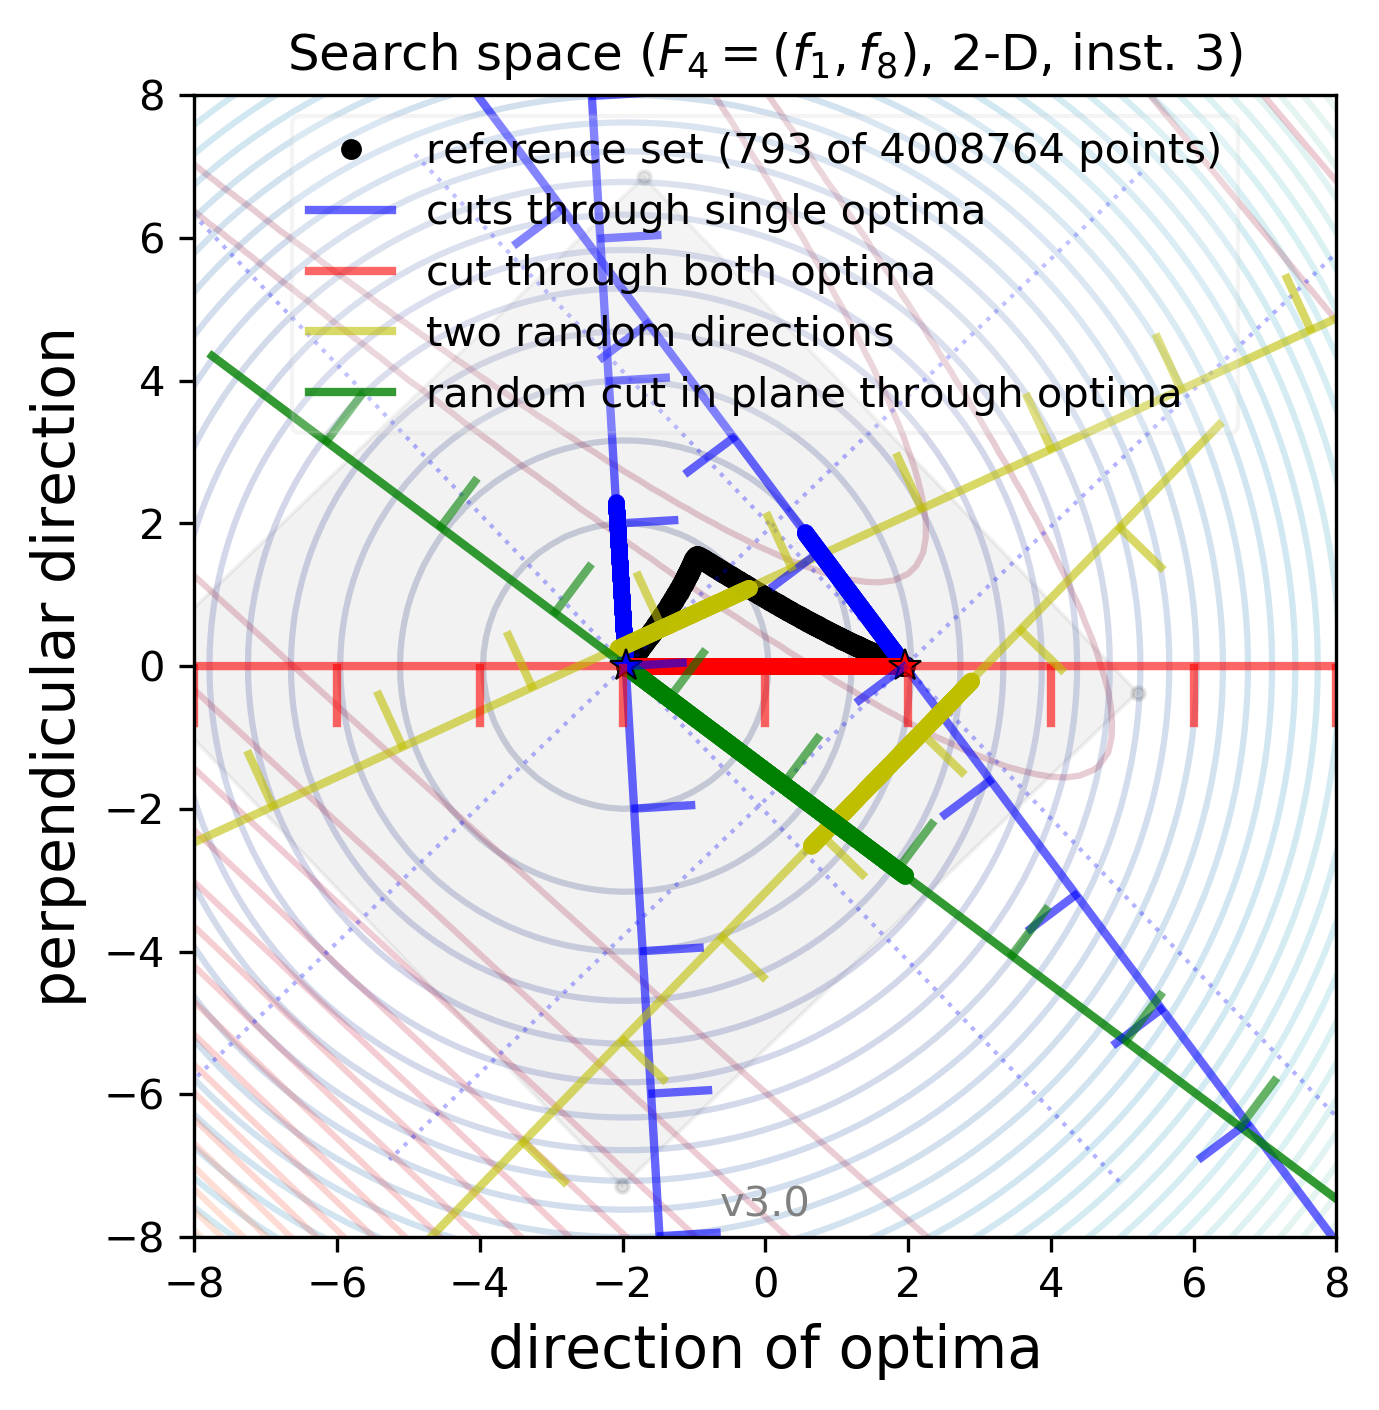 Search space (F₄ = (f₁, f₈), 2-D, inst. 3)
8
6
4
2
0
−2
−4
−6
−8
perpendicular direction
reference set (793 of 4008764 points)
cuts through single optima
cut through both optima
two random directions
random cut in plane through optima
v3.0
−8 −6 −4 −2 0 2 4 6 8
direction of optima